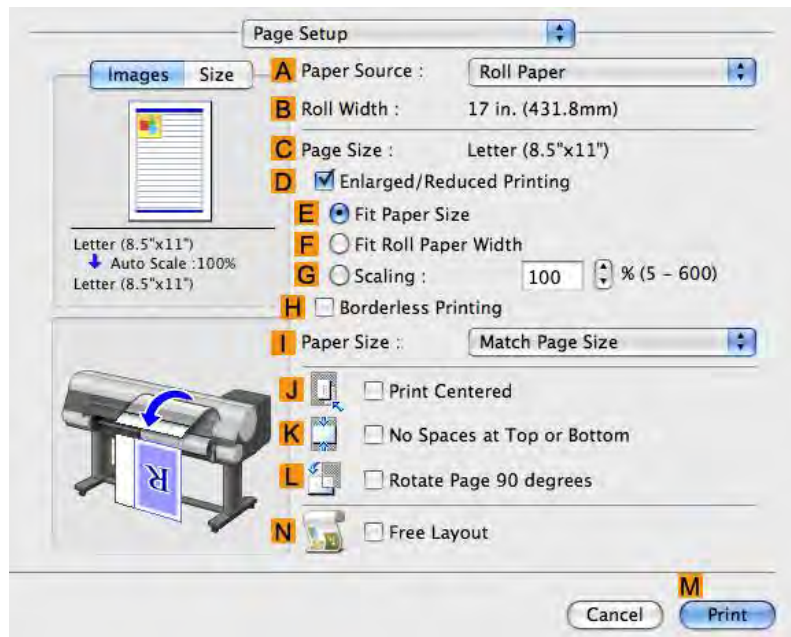 Page Setup
Images Size
A Paper Source : Roll Paper
B Roll Width : 17 in. (431.8mm)
C Page Size : Letter (8.5"x11")
D Enlarged/Reduced Printing
E Fit Paper Size
F Fit Roll Paper Width
G Scaling : 100 % (5 - 600)
H Borderless Printing
I Paper Size : Match Page Size
Letter (8.5"x11")
Auto Scale :100%
Letter (8.5"x11")
R
J Print Centered
K No Spaces at Top or Bottom
L Rotate Page 90 degrees
N Free Layout
M
Cancel Print